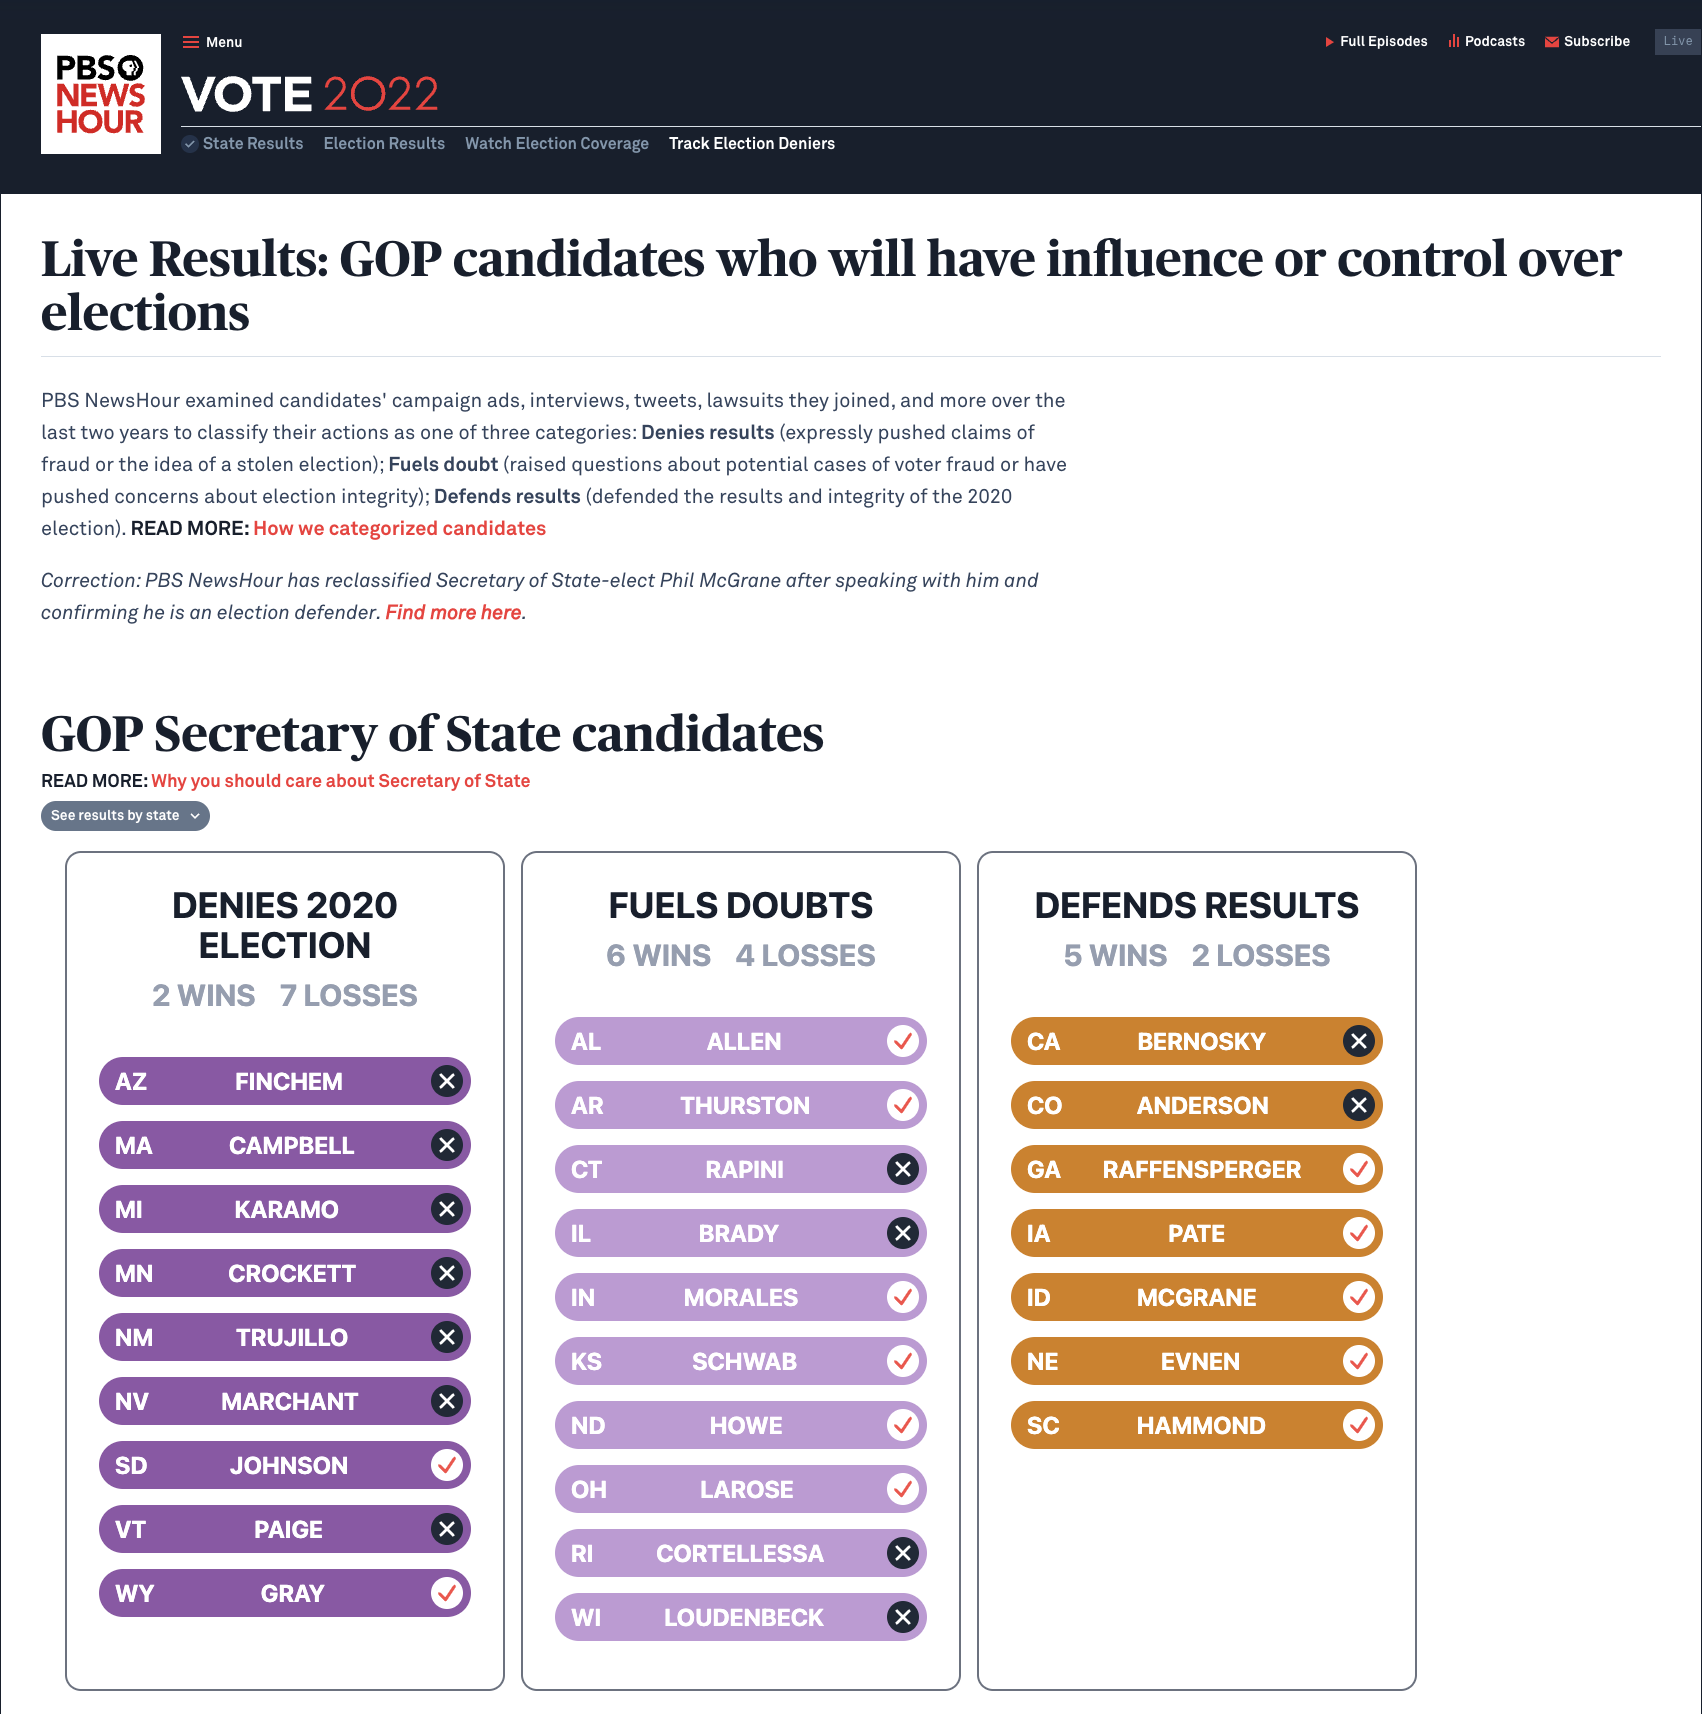 PBS
NEWS
HOUR
Menu
Full Episodes
Podcasts
Subscribe
Live
VOTE 2022
State Results
Election Results
Watch Election Coverage
Track Election Deniers
Live Results: GOP candidates who will have influence or control over
elections
PBS NewsHour examined candidates' campaign ads, interviews, tweets, lawsuits they joined, and more over the
last two years to classify their actions as one of three categories: Denies results (expressly pushed claims of
fraud or the idea of a stolen election); Fuels doubt (raised questions about potential cases of voter fraud or have
pushed concerns about election integrity); Defends results (defended the results and integrity of the 2020
election). READ MORE: How we categorized candidates
Correction: PBS NewsHour has reclassified Secretary of State-elect Phil McGrane after speaking with him and
confirming he is an election defender. Find more here.
GOP Secretary of State candidates
READ MORE: Why you should care about Secretary of State
See results by state
DENIES 2020
ELECTION
2 WINS 7 LOSSES
AZ FINCHEM
MA CAMPBELL
MI KARAMO
MN CROCKETT
NM TRUJILLO
NV MARCHANT
SD JOHNSON
VT PAIGE
WY GRAY
FUELS DOUBTS
6 WINS 4 LOSSES
AL ALLEN
AR THURSTON
CT RAPINI
IL BRADY
IN MORALES
KS SCHWAB
ND HOWE
OH LAROSE
RI CORTELLESSA
WI LOUDENBECK
DEFENDS RESULTS
5 WINS 2 LOSSES
CA BERNOSKY
CO ANDERSON
GA RAFFENSPERGER
IA PATE
ID MCGRANE
NE EVNEN
SC HAMMOND